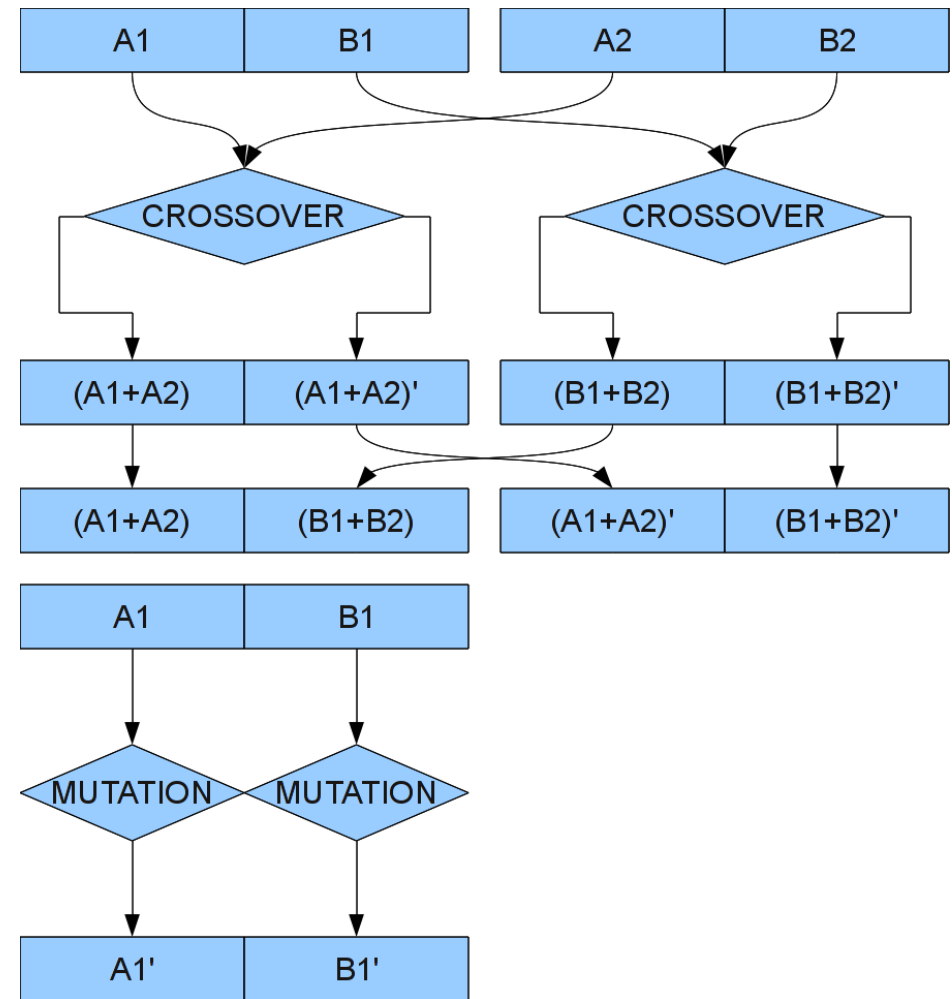 A1 B1 A2 B2
CROSSOVER CROSSOVER
(A1+A2) (A1+A2)' (B1+B2) (B1+B2)'
(A1+A2) (B1+B2) (A1+A2)' (B1+B2)'
A1 B1
MUTATION MUTATION
A1' B1'